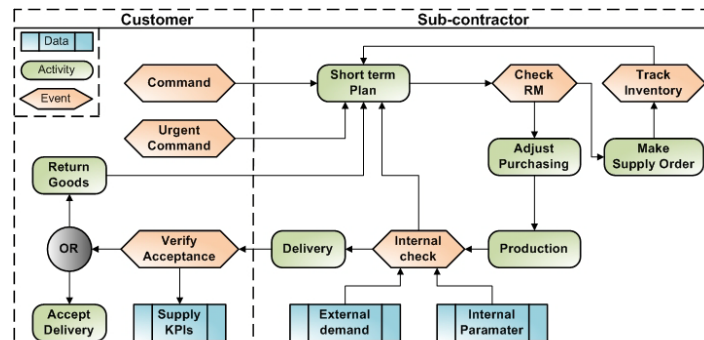 Customer
Sub-contractor
Data
Activity
Event
Command
Short term
Plan
Check
RM
Track
Inventory
Urgent
Command
Adjust
Purchasing
Make
Supply Order
Return
Goods
OR
Verify
Acceptance
Delivery
Internal
check
Production
Accept
Delivery
Supply
KPIs
External
demand
Internal
Paramater